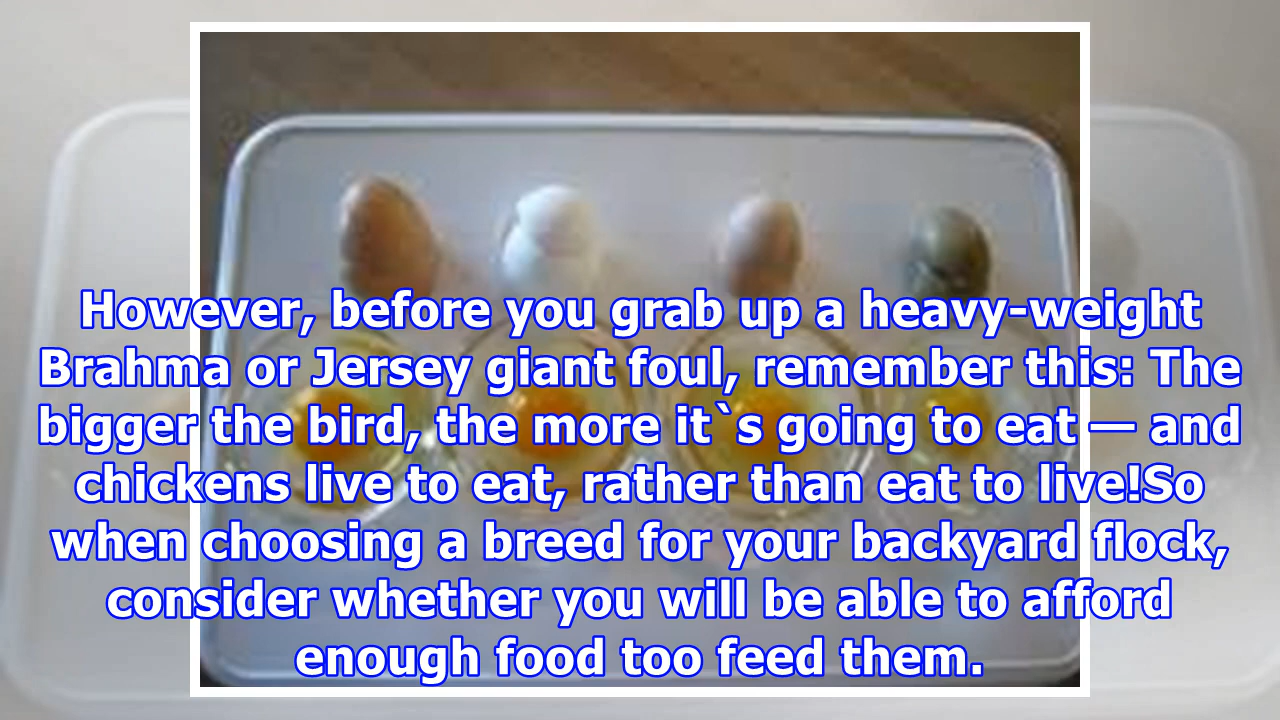 However, before you grab up a heavy-weight
Brahma or Jersey giant foul, remember this: The
bigger the bird, the more it`s going to eat — and
chickens live to eat, rather than eat to live!So
when choosing a breed for your backyard flock,
consider whether you will be able to afford
enough food too feed them.